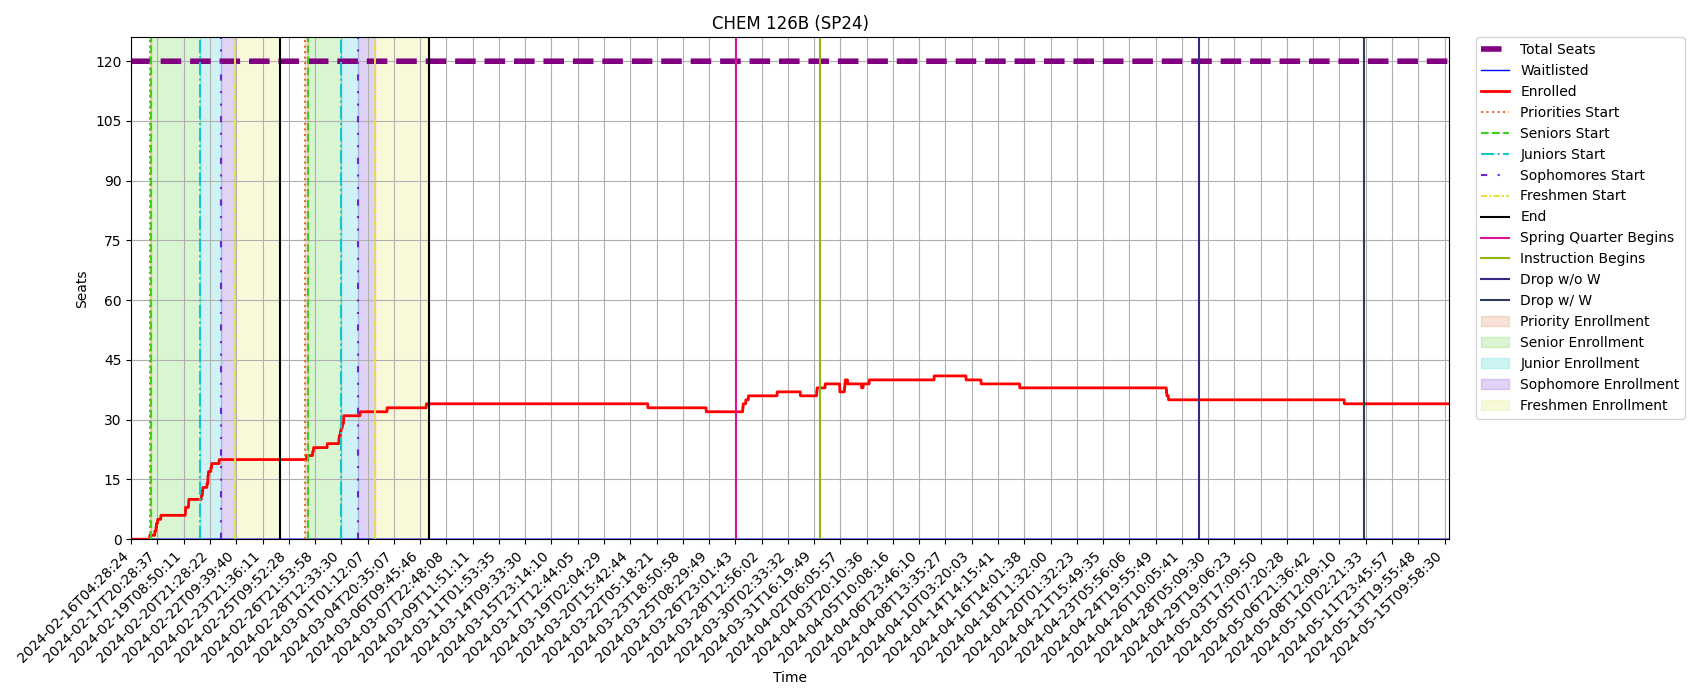 CHEM 126B (SP24)
Seats
120
105
90
75
60
45
30
15
0
2024-02-16T04:28:24
2024-02-17T20:28:37
2024-02-19T08:50:11
2024-02-20T21:28:22
2024-02-22T09:39:40
2024-02-23T21:36:11
2024-02-25T09:52:28
2024-02-26T21:53:58
2024-02-28T12:33:30
2024-03-01T01:12:07
2024-03-04T20:35:07
2024-03-06T09:45:46
2024-03-07T22:48:08
2024-03-09T11:51:11
2024-03-11T01:53:35
2024-03-14T09:33:30
2024-03-15T23:14:10
2024-03-17T12:44:05
2024-03-19T02:04:29
2024-03-20T15:42:44
2024-03-22T05:18:21
2024-03-23T18:50:58
2024-03-25T08:29:49
2024-03-26T23:01:43
2024-03-28T12:56:02
2024-03-30T02:33:32
2024-03-31T16:19:49
2024-04-02T06:05:57
2024-04-03T20:10:36
2024-04-05T10:08:16
2024-04-06T23:46:10
2024-04-08T13:35:27
2024-04-10T03:20:03
2024-04-14T14:15:41
2024-04-16T14:01:38
2024-04-18T11:32:00
2024-04-20T01:32:23
2024-04-21T15:49:35
2024-04-23T05:56:06
2024-04-24T19:55:49
2024-04-26T10:05:41
2024-04-28T05:09:30
2024-04-29T19:06:23
2024-05-03T17:09:50
2024-05-05T07:20:28
2024-05-06T21:36:42
2024-05-08T12:09:10
2024-05-10T02:21:33
2024-05-11T23:45:57
2024-05-13T19:55:48
2024-05-15T09:58:30
Time
Total Seats
Waitlisted
Enrolled
Priorities Start
Seniors Start
Juniors Start
Sophomores Start
Freshmen Start
End
Spring Quarter Begins
Instruction Begins
Drop w/o W
Drop w/ W
Priority Enrollment
Senior Enrollment
Junior Enrollment
Sophomore Enrollment
Freshmen Enrollment